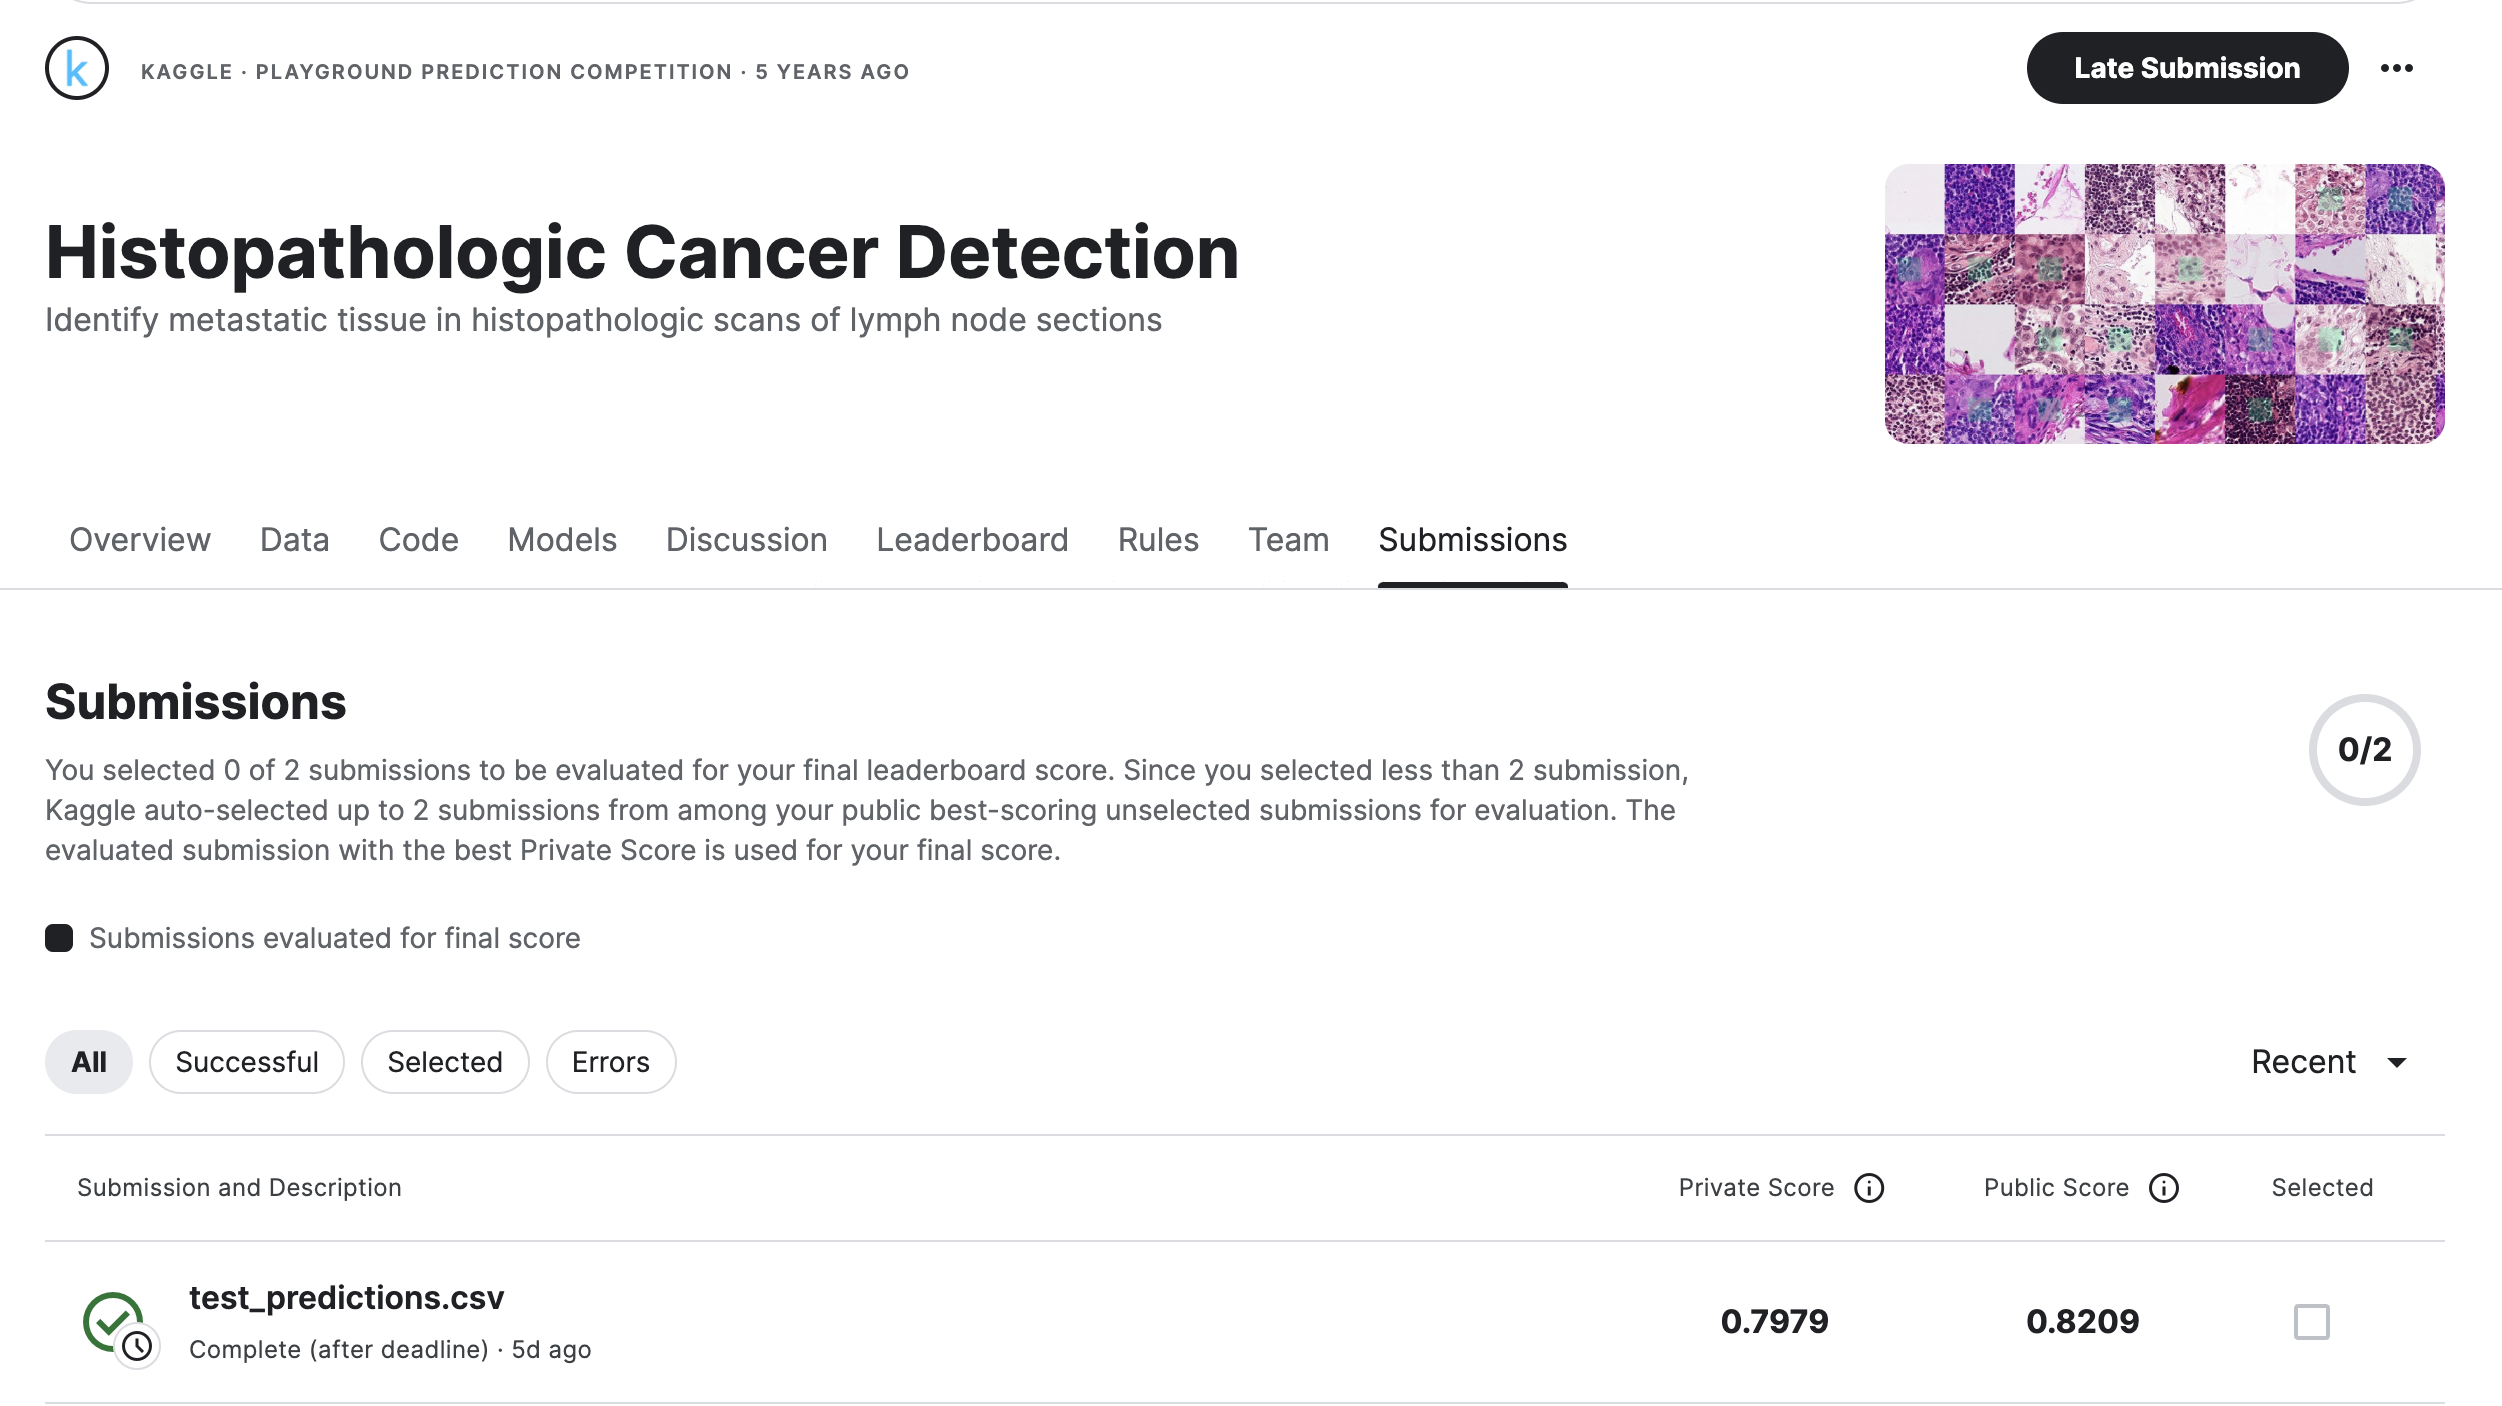 k
KAGGLE · PLAYGROUND PREDICTION COMPETITION · 5 YEARS AGO
Late Submission
Histopathologic Cancer Detection
Identify metastatic tissue in histopathologic scans of lymph node sections
Overview Data Code Models Discussion Leaderboard Rules Team Submissions
Submissions
0/2
You selected 0 of 2 submissions to be evaluated for your final leaderboard score. Since you selected less than 2 submission,
Kaggle auto-selected up to 2 submissions from among your public best-scoring unselected submissions for evaluation. The
evaluated submission with the best Private Score is used for your final score.
Submissions evaluated for final score
All Successful Selected Errors Recent
Submission and Description Private Score Public Score Selected
test_predictions.csv
0.7979 0.8209
Complete (after deadline) · 5d ago